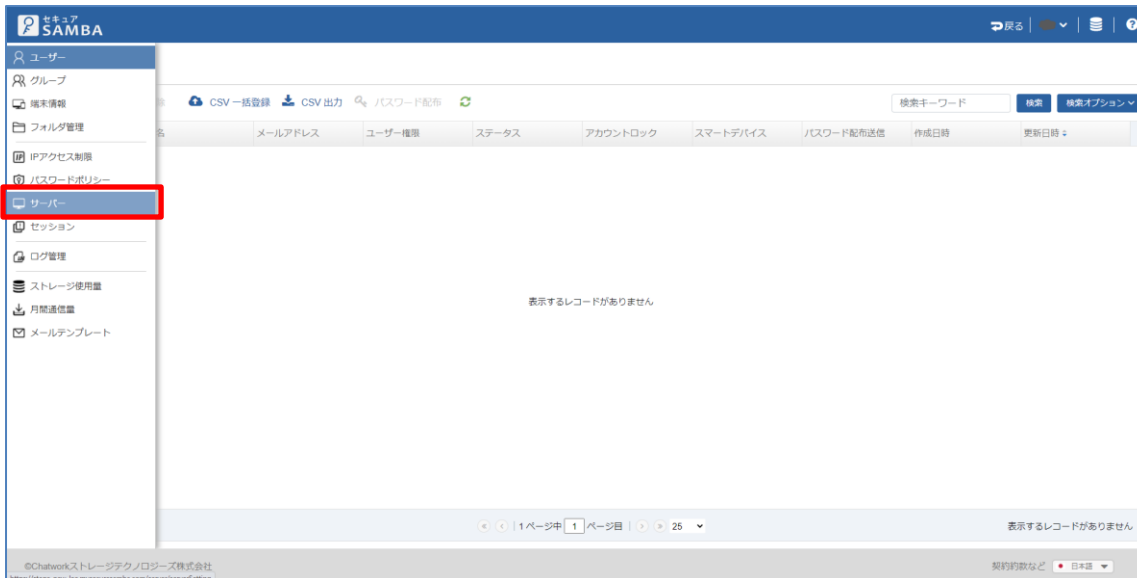 セキュア
SAMBA
戻る
ユーザー
グループ
端末情報
フォルダ管理
IPアクセス制限
パスワードポリシー
サーバー
セッション
ログ管理
ストレージ使用量
月間通信量
メールテンプレート
CSV 一括登録 CSV 出力 パスワード配布
検索キーワード 検索 検索オプション
名 メールアドレス ユーザー権限 ステータス アカウントロック スマートデバイス パスワード配布送信 作成日時 更新日時
表示するレコードがありません
1 ページ中 1 ページ目 25
表示するレコードがありません
©Chatworkストレージテクノロジーズ株式会社
契約約款など 日本語